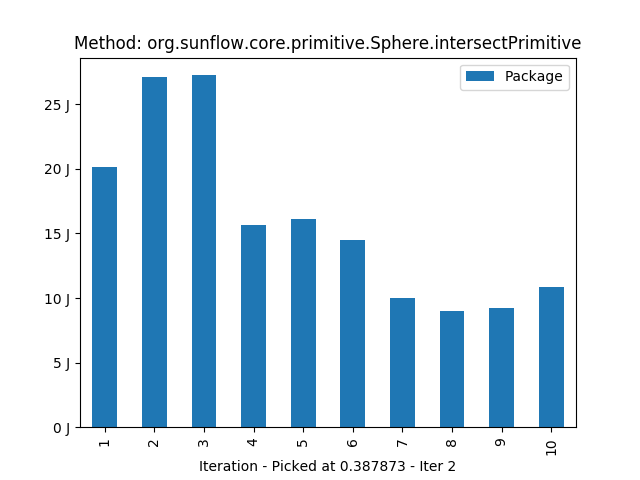 Method: org.sunflow.core.primitive.Sphere.intersectPrimitive
Package
25 J
20 J
15 J
10 J
5 J
0 J
1 2 3 4 5 6 7 8 9 10
Iteration - Picked at 0.387873 - Iter 2